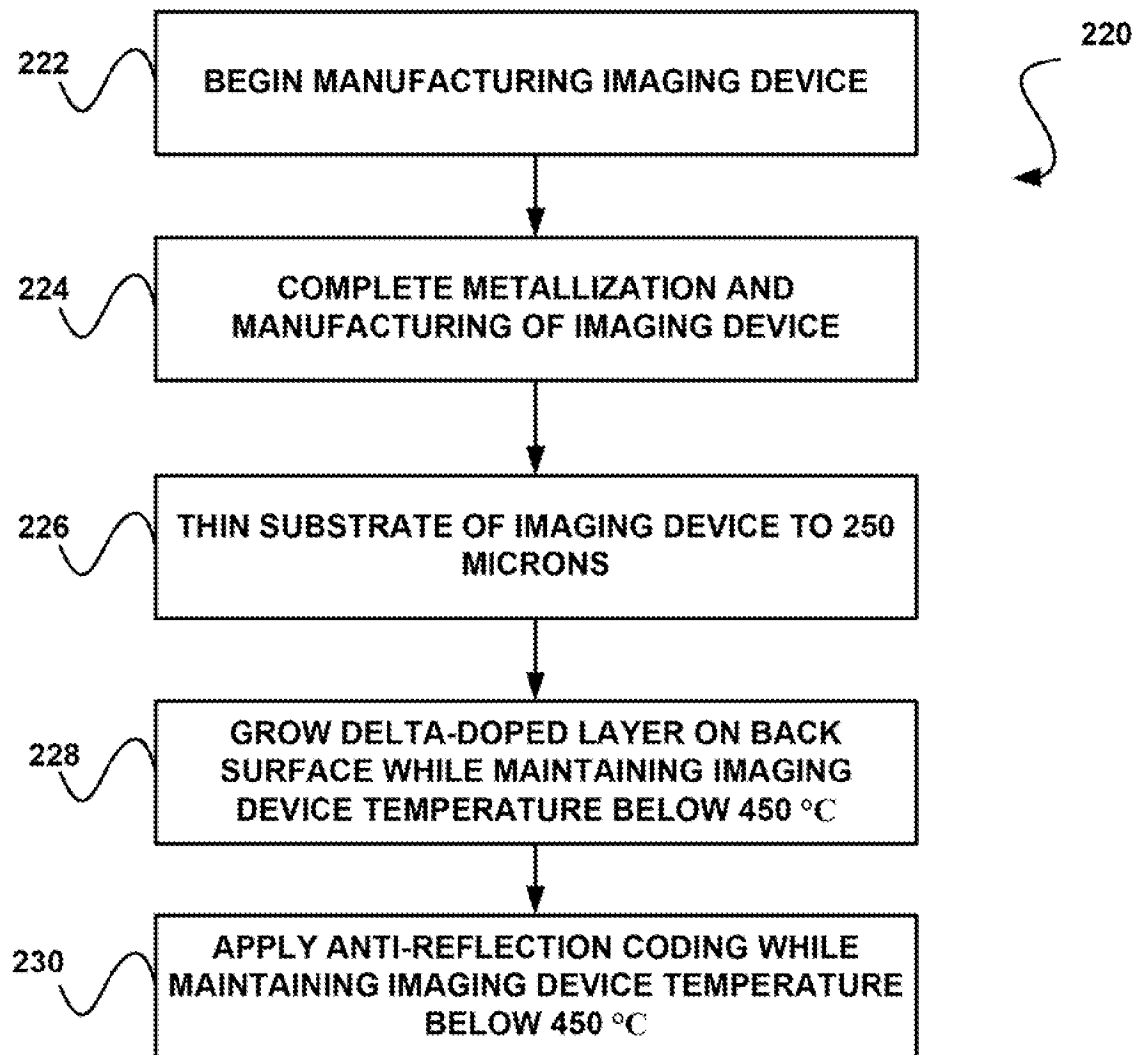 220
222
BEGIN MANUFACTURING IMAGING DEVICE
224
COMPLETE METALLIZATION AND
MANUFACTURING OF IMAGING DEVICE
226
THIN SUBSTRATE OF IMAGING DEVICE TO 250
MICRONS
228
GROW DELTA-DOPED LAYER ON BACK
SURFACE WHILE MAINTAINING IMAGING
DEVICE TEMPERATURE BELOW 450 °C
230
APPLY ANTI-REFLECTION CODING WHILE
MAINTAINING IMAGING DEVICE TEMPERATURE
BELOW 450 °C